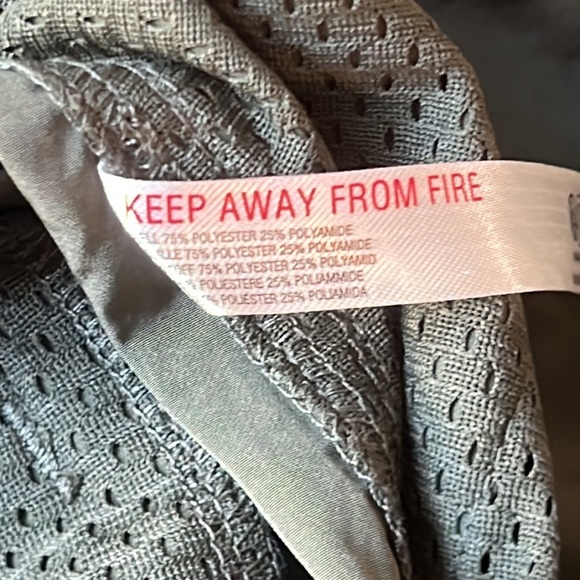 KEEP AWAY FROM FIRE
75% POLYESTER 25% POLYAMIDE
75% POLYESTER 25% POLYAMIDE
75% POLYESTER 25% POLYAMID
% POLIESTERE 25% POLIAMMIDE
% POLIÉSTER 25% POLIAMIDA